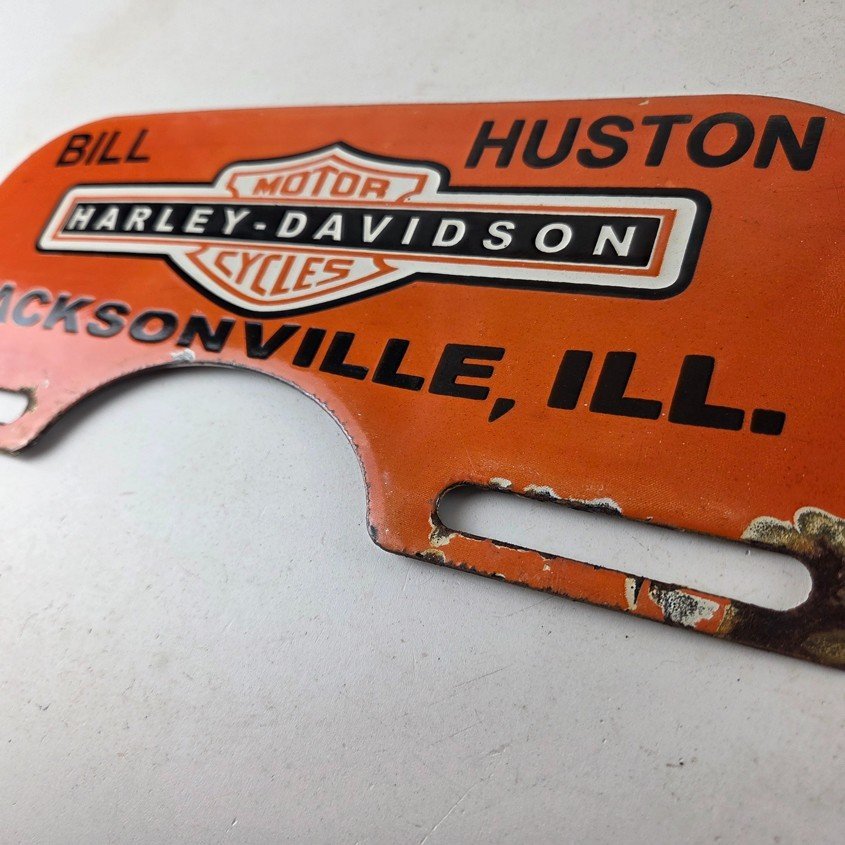 BILL HUSTON
MOTOR
HARLEY-DAVIDSON
CYCLES
ACKSONVILLE, ILL.